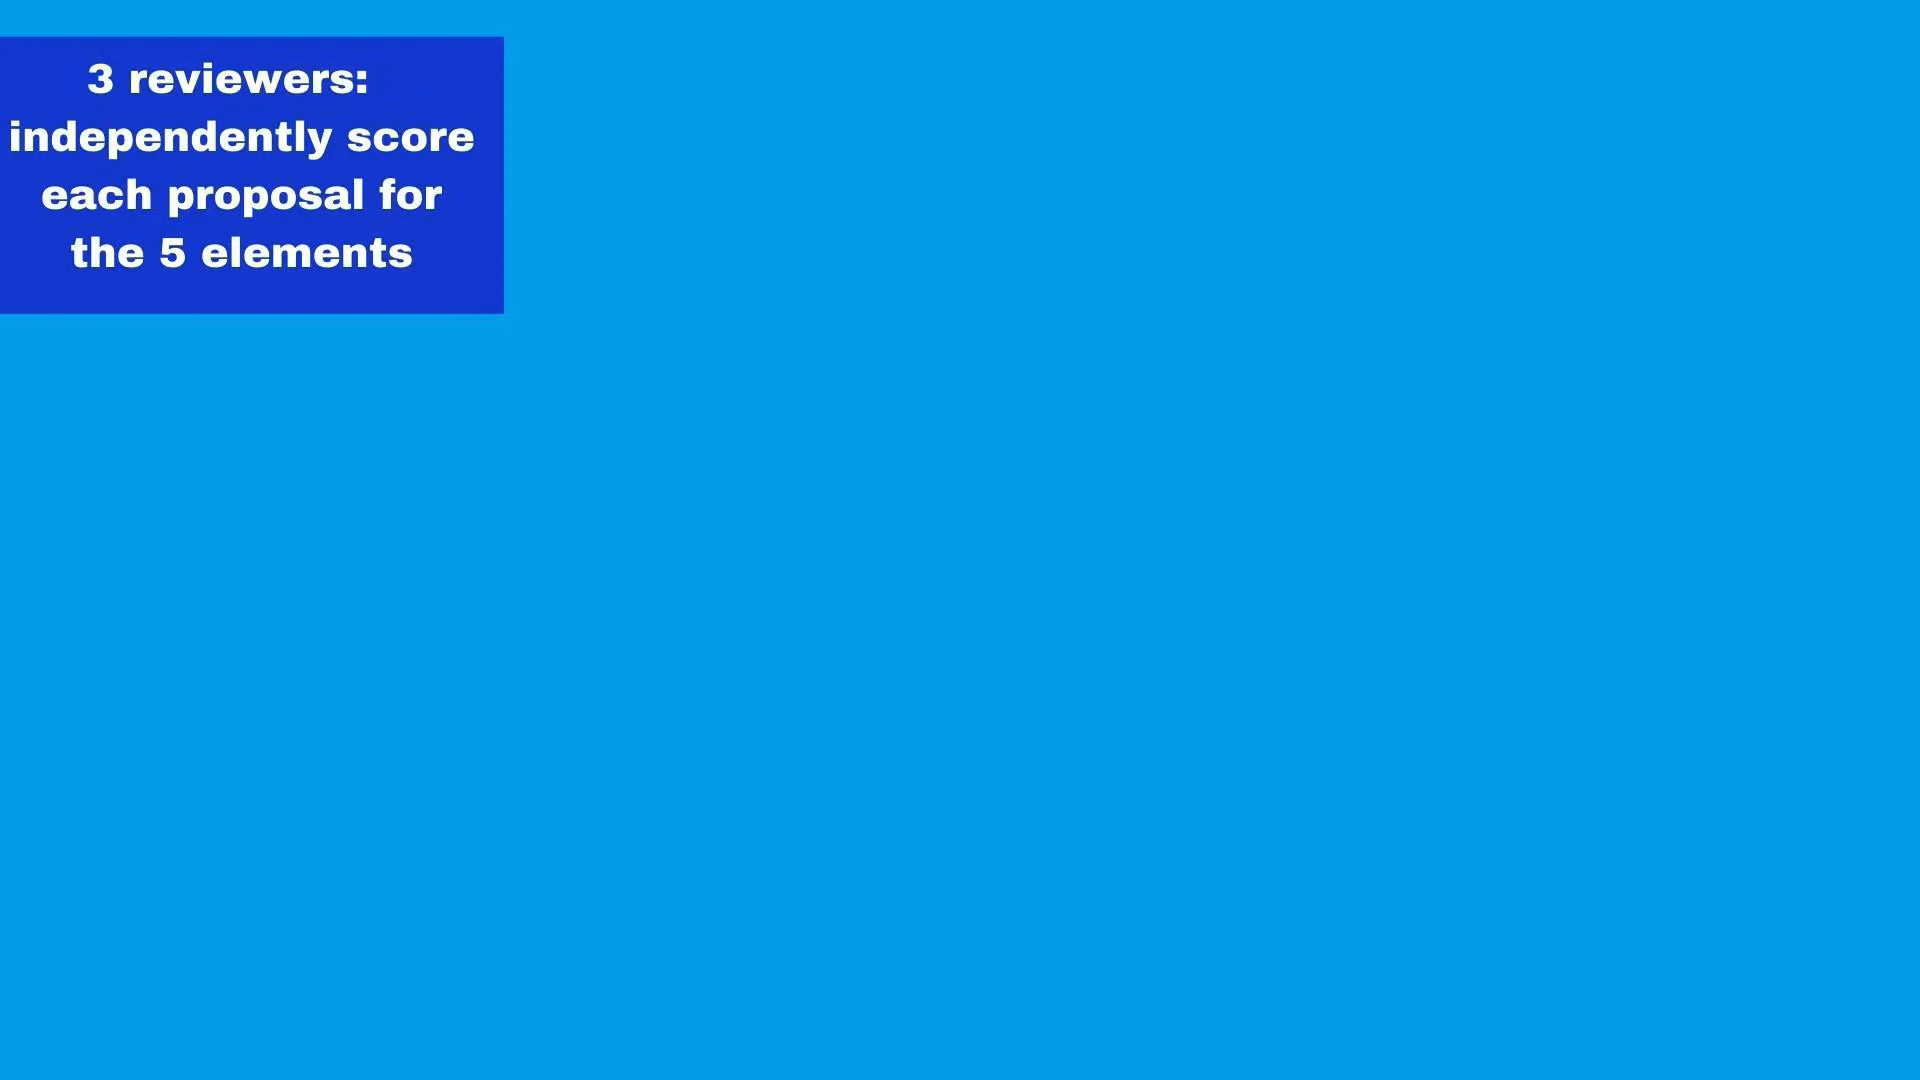 3 reviewers:
independently score
each proposal for
the 5 elements